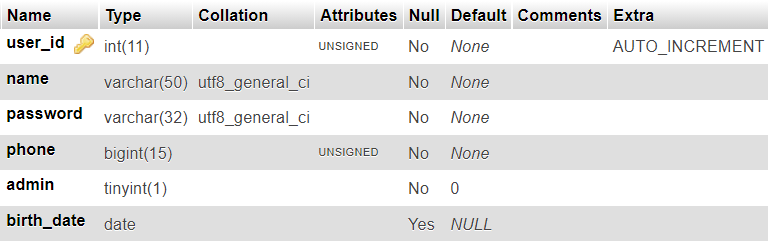 Name Type Collation Attributes Null Default Comments Extra
user_id int(11) UNSIGNED No None AUTO_INCREMENT
name varchar(50) utf8_general_ci No None
password varchar(32) utf8_general_ci No None
phone bigint(15) UNSIGNED No None
admin tinyint(1) No 0
birth_date date Yes NULL